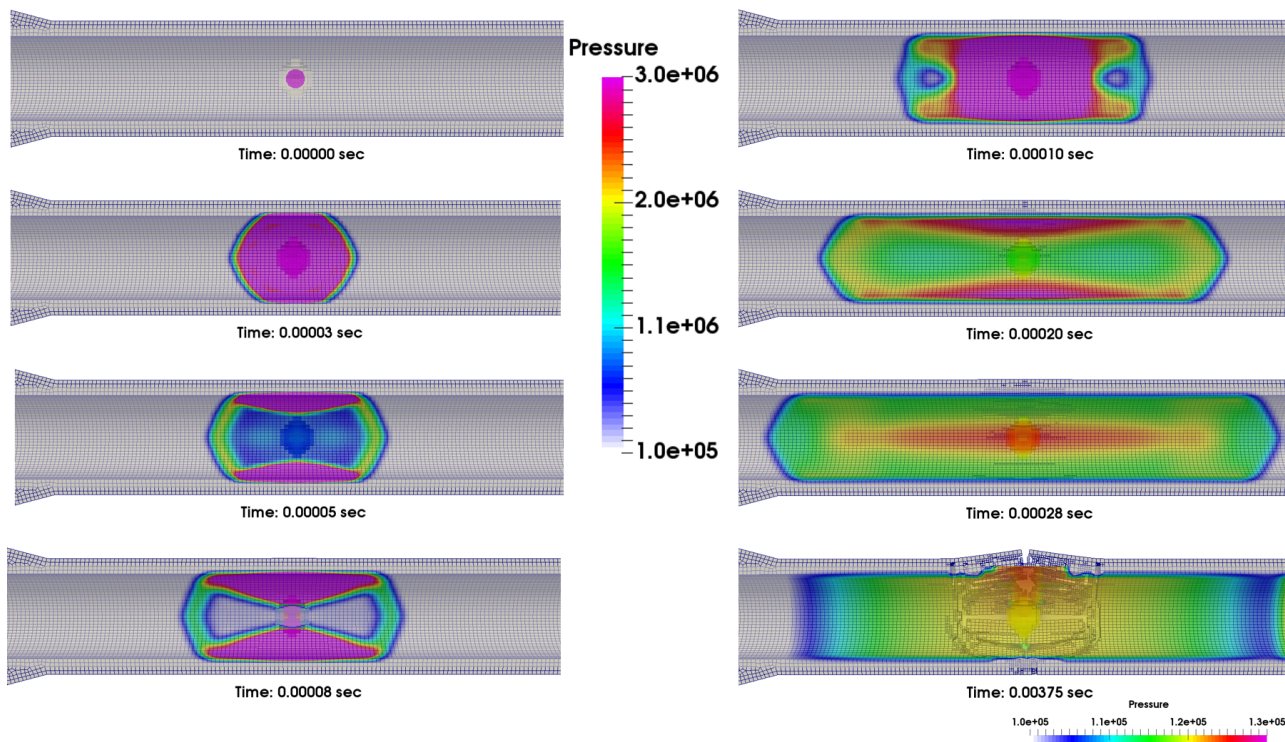 Time: 0.00000 sec
Time: 0.00003 sec
Time: 0.00005 sec
Time: 0.00008 sec
Pressure
3.0e+06
2.0e+06
1.1e+06
1.0e+05
Time: 0.00010 sec
Time: 0.00020 sec
Time: 0.00028 sec
Time: 0.00375 sec
Pressure
1.0e+05 1.1e+05 1.2e+05 1.3e+05